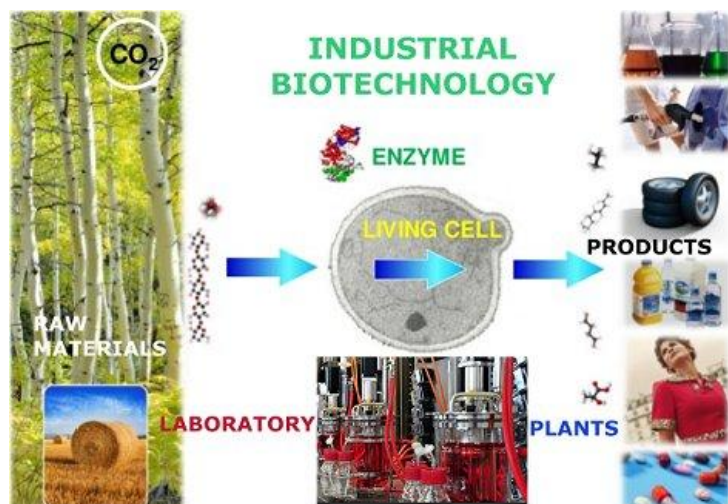 CO2
INDUSTRIAL
BIOTECHNOLOGY
ENZYME
LIVING CELL
PRODUCTS
RAW
MATERIALS
LABORATORY
PLANTS